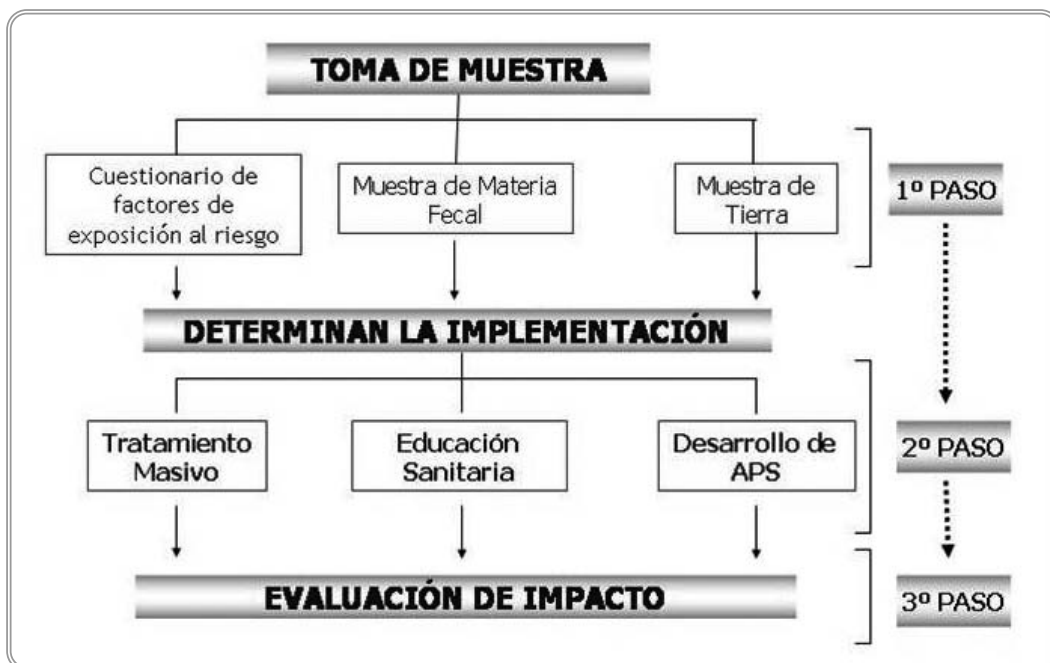 TOMA DE MUESTRA
Cuestionario de
factores de
exposición al riesgo
Muestra de Materia
Fecal
Muestra de
Tierra
1º PASO
DETERMINAN LA IMPLEMENTACIÓN
Tratamiento
Masivo
Educación
Sanitaria
Desarrollo de
APS
2º PASO
EVALUACIÓN DE IMPACTO
3º PASO